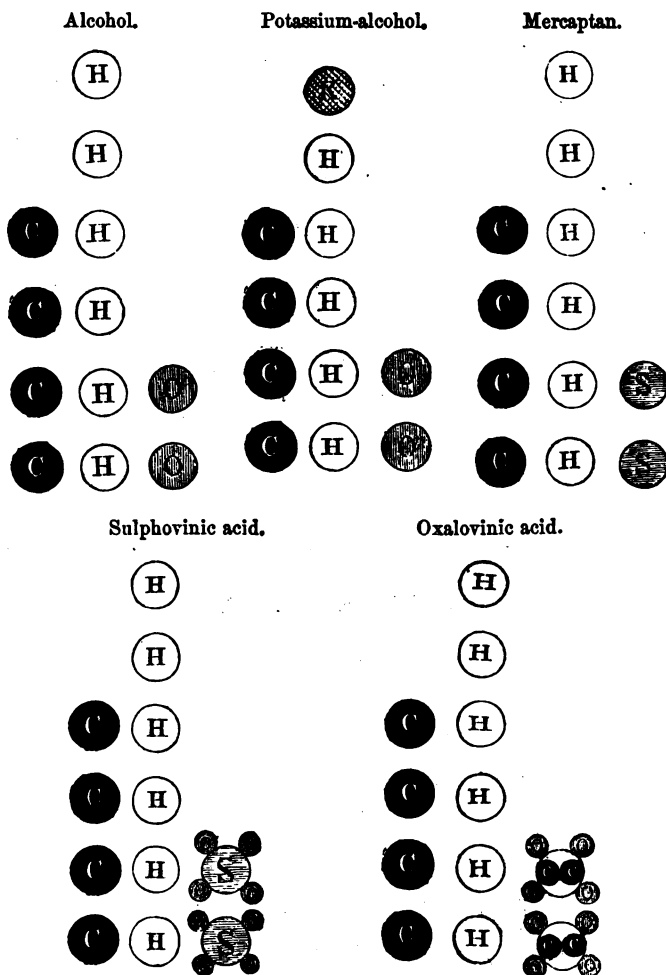 Alcohol. Potassium-alcohol. Mercaptan.
H H
H H H
C H C H C H
C H C H C H
C H O C H O C H S
C H O C H O C H S
Sulphovinic acid. Oxalovinic acid.
H H
H H
C H C H
C H C H
C H S C H C C
C H S C H C C